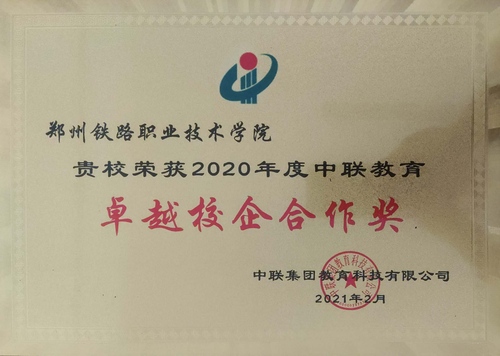 郑州铁路职业技术学院
贵校荣获2020年度中联教育
卓越校企合作奖
中联集团教育科技有限公司
2021年2月